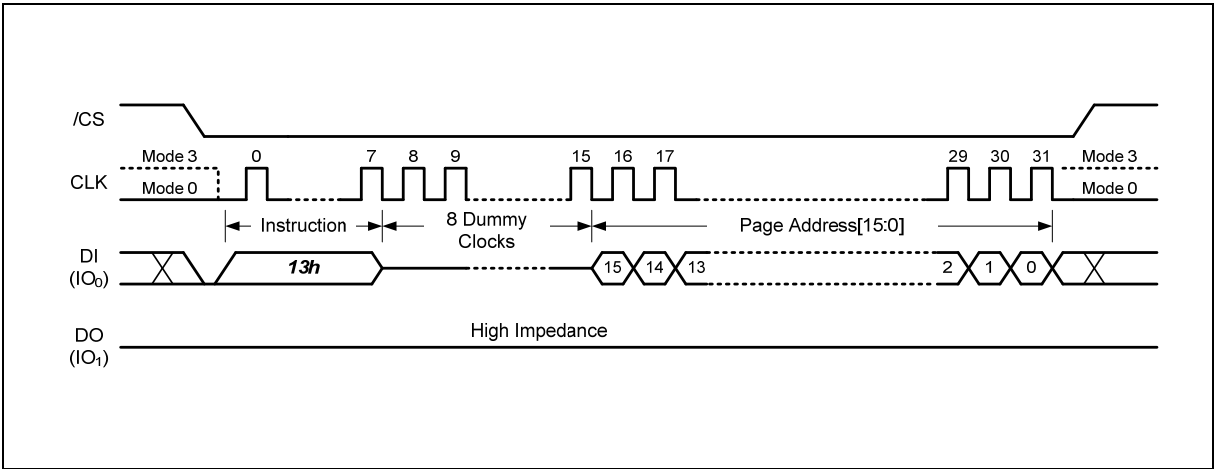 /CS
Mode 3 0 7 8 9 15 16 17 29 30 31 Mode 3
CLK
Mode 0 Mode 0
Instruction 8 Dummy Clocks Page Address[15:0]
DI (IO₀) 13h 15 14 13 2 1 0
High Impedance
DO (IO₁)